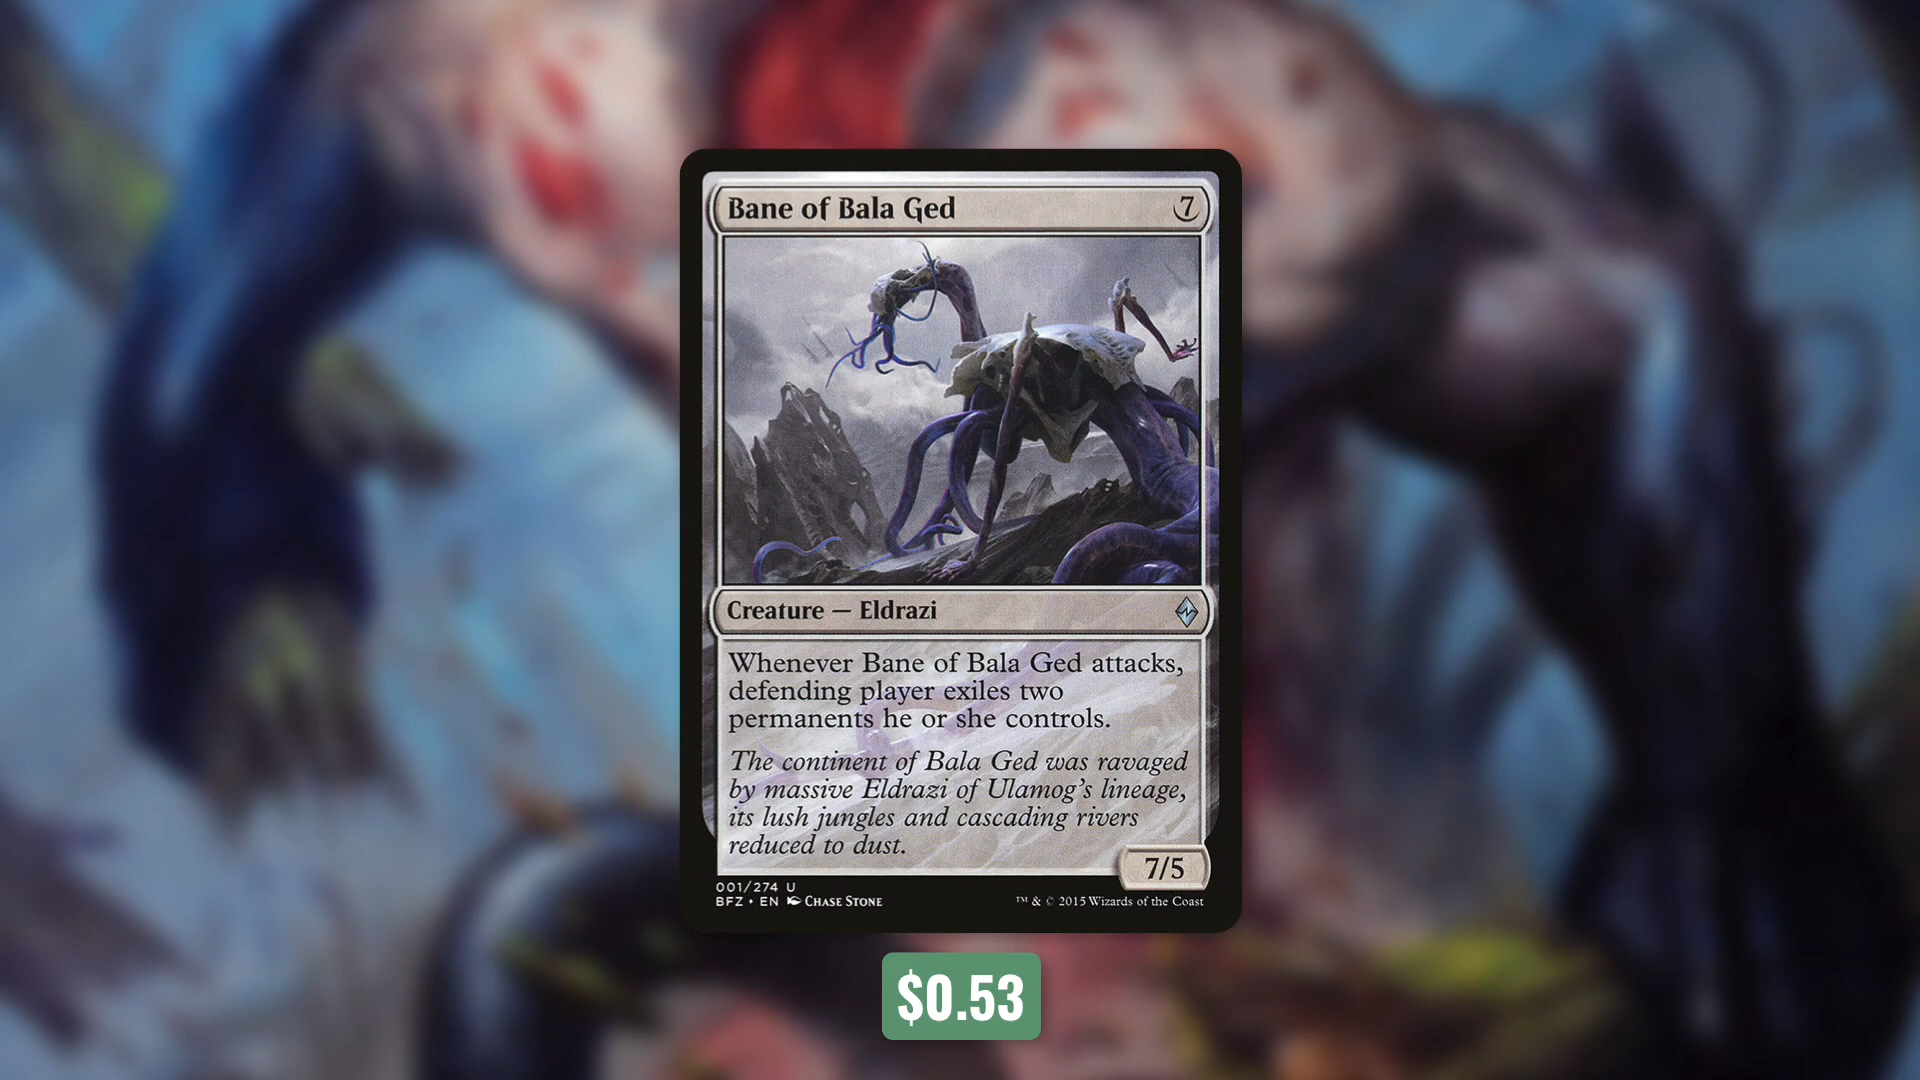 Bane of Bala Ged 7
Creature — Eldrazi
Whenever Bane of Bala Ged attacks,
defending player exiles two
permanents he or she controls.
The continent of Bala Ged was ravaged
by massive Eldrazi of Ulamog's lineage,
its lush jungles and cascading rivers
reduced to dust.
7/5
001/274 U
BFZ • EN Chase Stone
™ & © 2015 Wizards of the Coast
$0.53